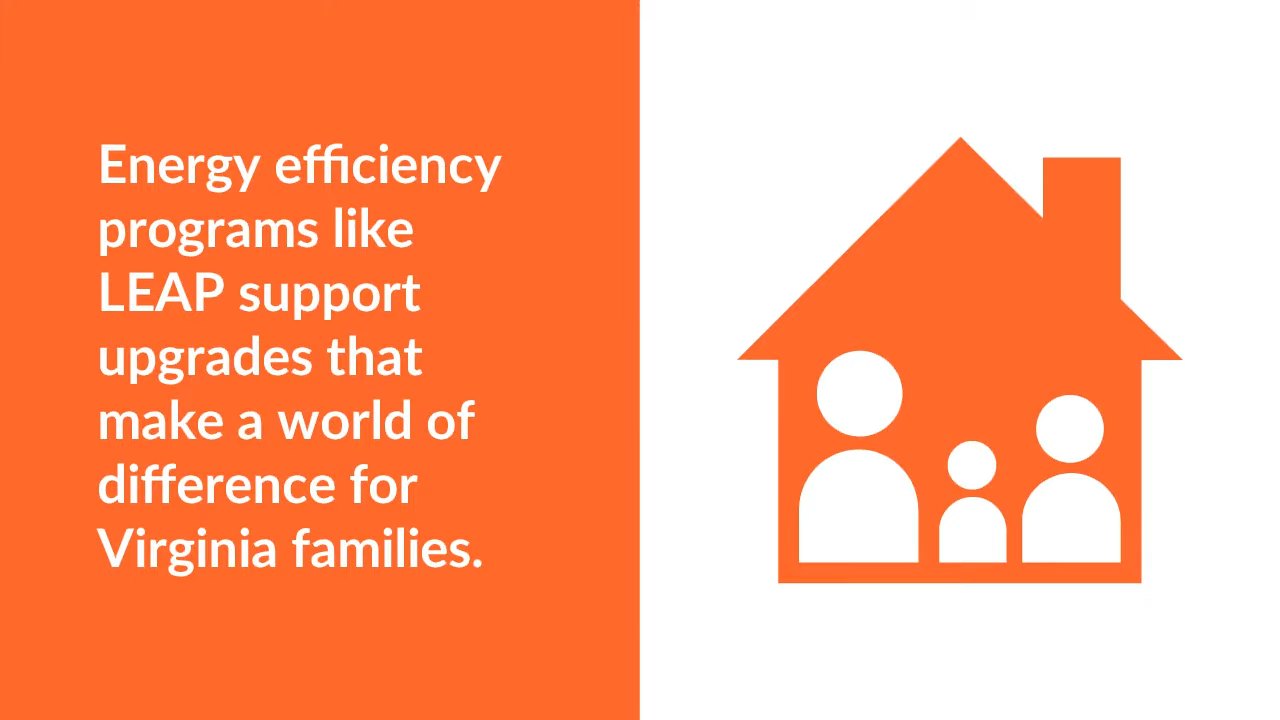 Energy efficiency
programs like
LEAP support
upgrades that
make a world of
difference for
Virginia families.